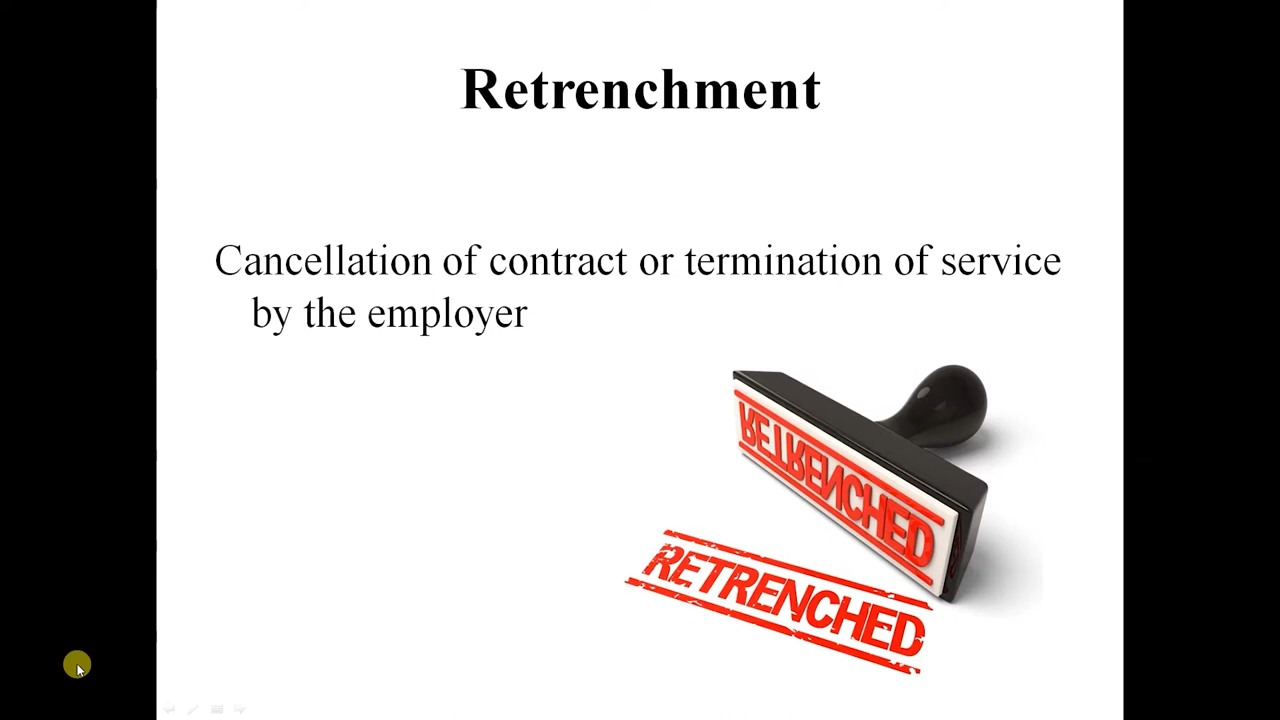 Retrenchment
Cancellation of contract or termination of service
by the employer
RETRENCHED
RETRENCHED